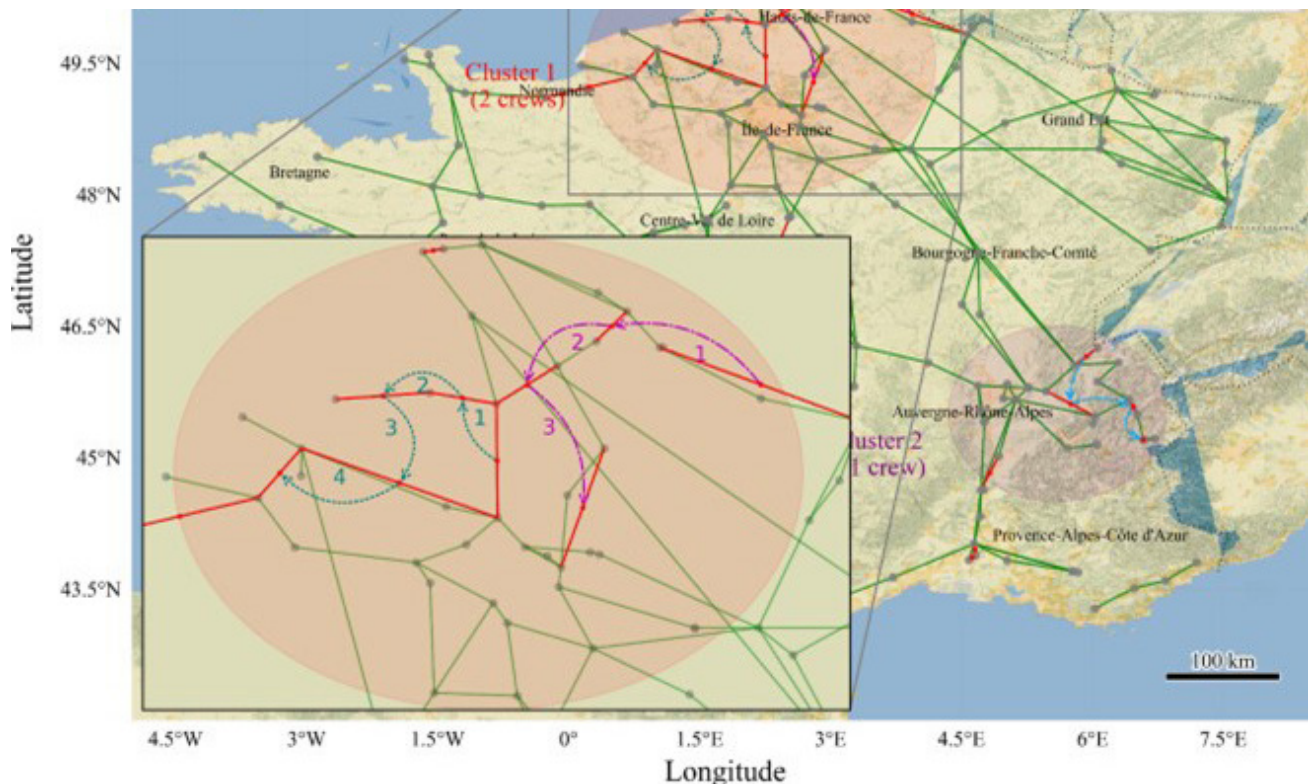 Hauts-de-France
49.5°N
Cluster 1
(2 crews)
Normandie
Île-de-France
Grand Est
Bretagne
48°N
Centre-Val de Loire
Bourgogne-Franche-Comté
Latitude
46.5°N
1
2
3
2
1
3
4
Auvergne-Rhône-Alpes
45°N
luster 2
1 crew)
Provence-Alpes-Côte d'Azur
43.5°N
100 km
4.5°W
3°W
1.5°W
0°
1.5°E
3°E
4.5°E
6°E
7.5°E
Longitude